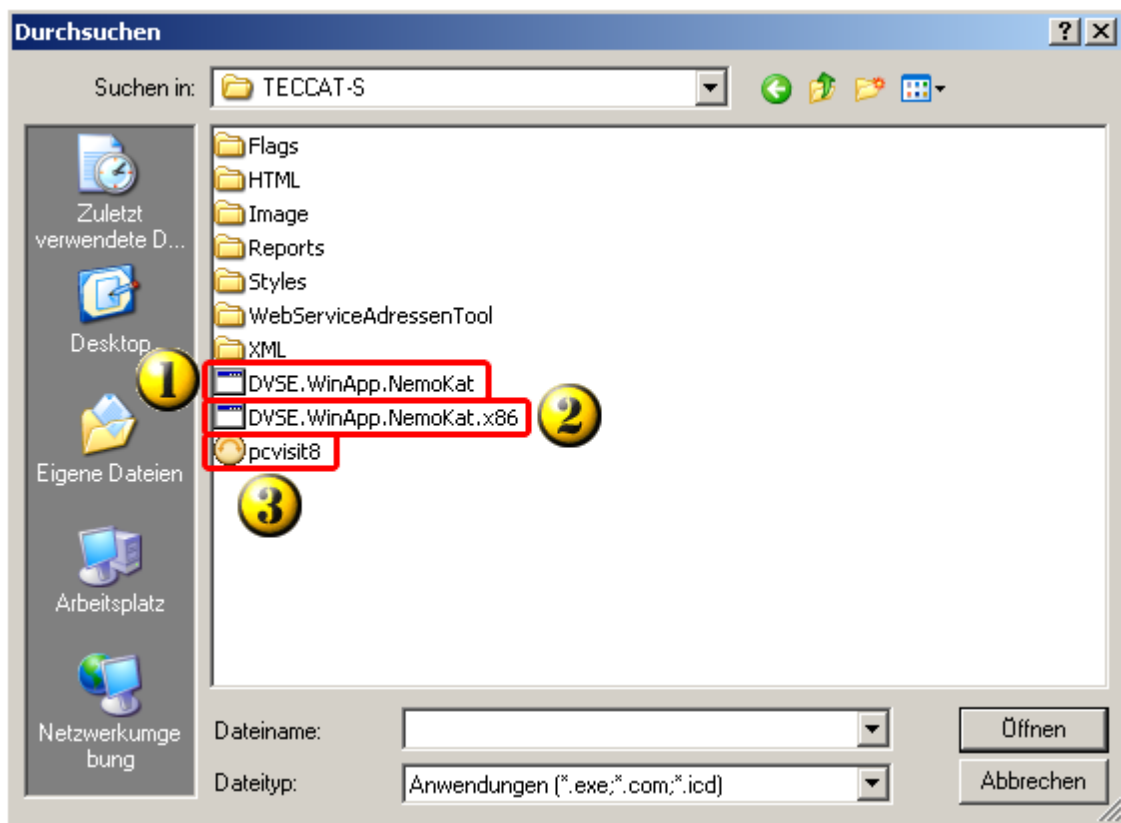 Durchsuchen
Suchen in:
TECCAT-S
Zuletzt
verwendete D...
Desktop
Eigene Dateien
Arbeitsplatz
Netzwerkumge
bung
Flags
HTML
Image
Reports
Styles
WebServiceAdressenTool
XML
1
DVSE.WinApp.NemoKat
DVSE.WinApp.NemoKat.x86
2
pcvisit8
3
Dateiname:
Öffnen
Dateityp:
Anwendungen (*.exe;*.com;*.icd)
Abbrechen